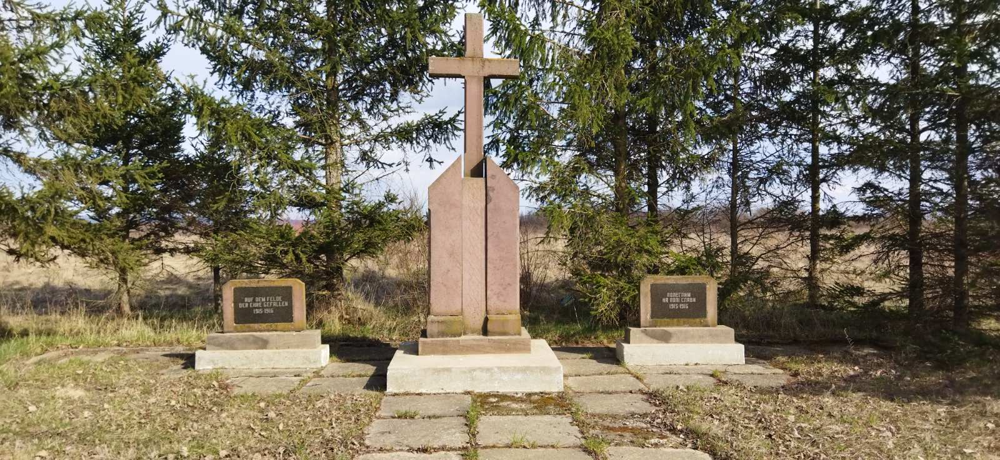 AUF DEM FELDE
DER EHRE GEFALLEN
1915-1916
ПОЛЕГЛИМ
НА ПОЛІ СЛАВИ
1915-1916